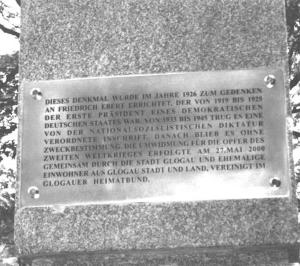 DIESES DENKMAL WURDE IM JAHRE 1926 ZUM GEDENKEN
AN FRIEDRICH EBERT ERRICHTET, DER VON 1919 BIS 1925
DER ERSTE PRÄSIDENT EINES DEMOKRATISCHEN
DEUTSCHEN STAATES WAR. VON 1933 BIS 1945 TRUG ES EINE
VON DER NATIONALSOZIALISTISCHEN DIKTATUR
VERORDNETE INSCHRIFT. DANACH BLIEB ES OHNE
ZWECKBESTIMMUNG. DIE UMWIDMUNG FÜR DIE OPFER DES
ZWEITEN WELTKRIEGES ERFOLGTE AM 27.MAI 2000
GEMEINSAM DURCH DIE STADT GLOGAU UND EHEMALIGE
EINWOHNER AUS GLOGAU STADT UND LAND, VEREINIGT IM
GLOGAUER HEIMATBUND.